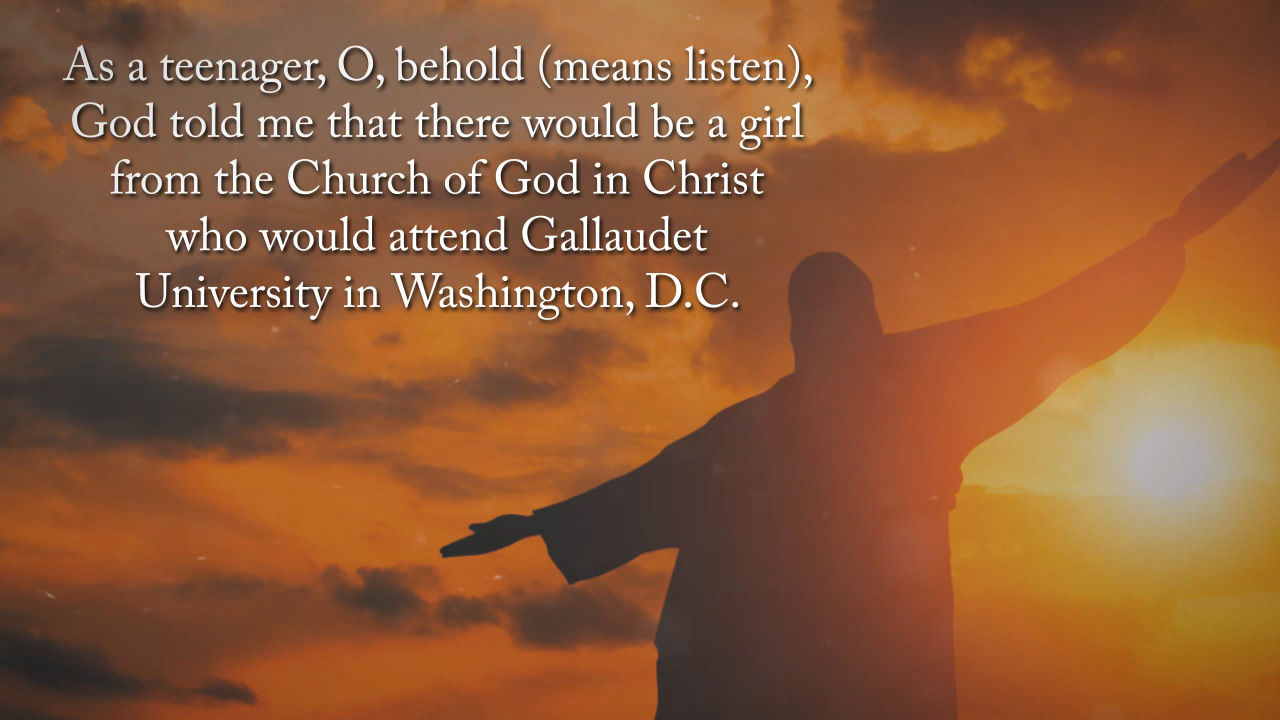 As a teenager, O, behold (means listen),
God told me that there would be a girl
from the Church of God in Christ
who would attend Gallaudet
University in Washington, D.C.